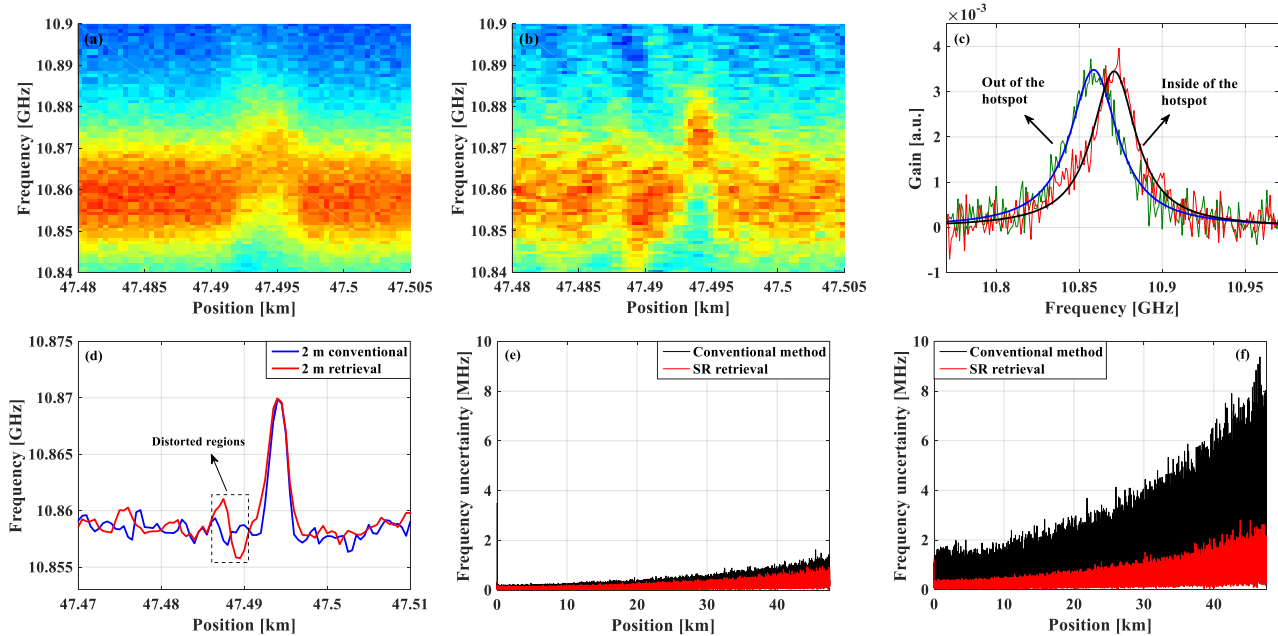 (a)
10.9
10.89
10.88
10.87
10.86
10.85
10.84
Frequency [GHz]
47.48 47.485 47.49 47.495 47.5 47.505
Position [km]
(b)
10.9
10.89
10.88
10.87
10.86
10.85
10.84
Frequency [GHz]
47.48 47.485 47.49 47.495 47.5 47.505
Position [km]
×10⁻³
(c)
4
3
2
1
0
-1
Gain [a.u.]
Out of the
hotspot
Inside of the
hotspot
10.8 10.85 10.9 10.95
Frequency [GHz]
(d)
2 m conventional
2 m retrieval
10.875
10.87
10.865
10.86
10.855
Frequency [GHz]
Distorted regions
47.47 47.48 47.49 47.5 47.51
Position [km]
(e)
Conventional method
SR retrieval
10
8
6
4
2
0
Frequency uncertainty [MHz]
0 10 20 30 40
Position [km]
Conventional method
SR retrieval
(f)
10
8
6
4
2
0
Frequency uncertainty [MHz]
0 10 20 30 40
Position [km]